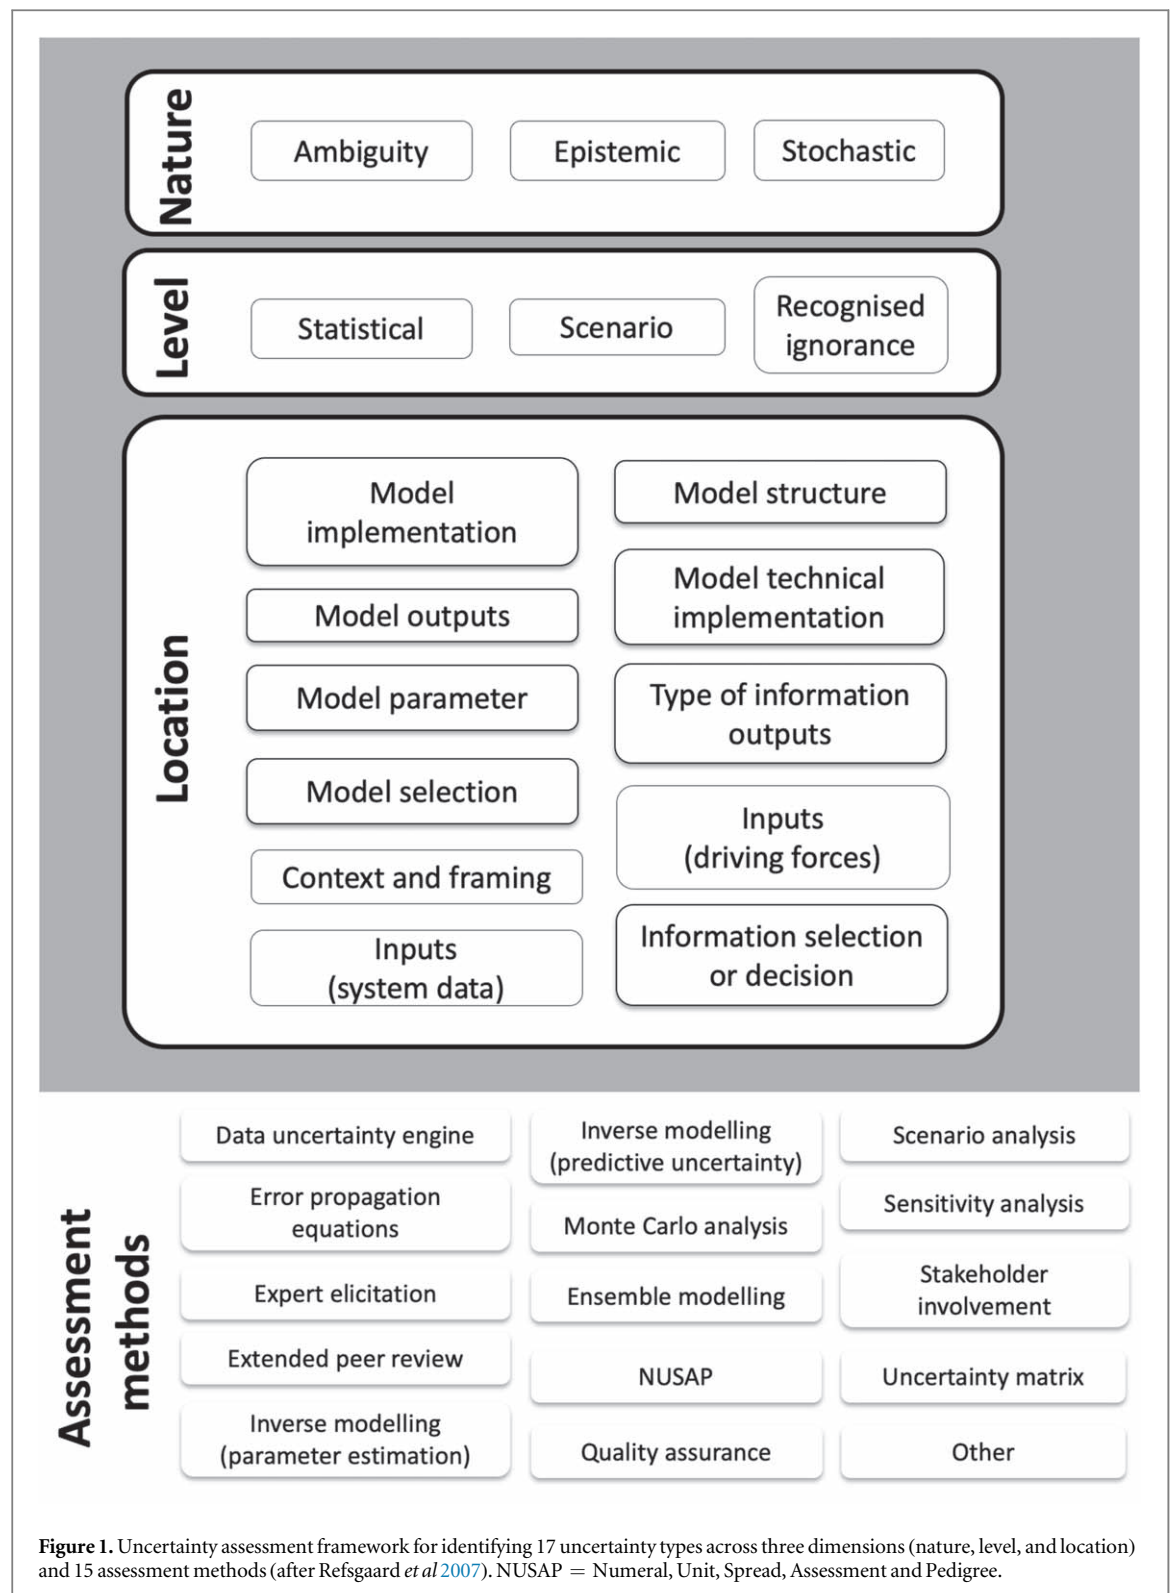 Nature
Ambiguity
Epistemic
Stochastic
Level
Statistical
Scenario
Recognised
ignorance
Location
Model
implementation
Model outputs
Model parameter
Model selection
Context and framing
Inputs
(system data)
Model structure
Model technical
implementation
Type of information
outputs
Inputs
(driving forces)
Information selection
or decision
Assessment
methods
Data uncertainty engine
Error propagation
equations
Expert elicitation
Extended peer review
Inverse modelling
(parameter estimation)
Inverse modelling
(predictive uncertainty)
Monte Carlo analysis
Ensemble modelling
NUSAP
Quality assurance
Scenario analysis
Sensitivity analysis
Stakeholder
involvement
Uncertainty matrix
Other
Figure 1. Uncertainty assessment framework for identifying 17 uncertainty types across three dimensions (nature, level, and location)
and 15 assessment methods (after Refsgaard et al 2007). NUSAP = Numeral, Unit, Spread, Assessment and Pedigree.